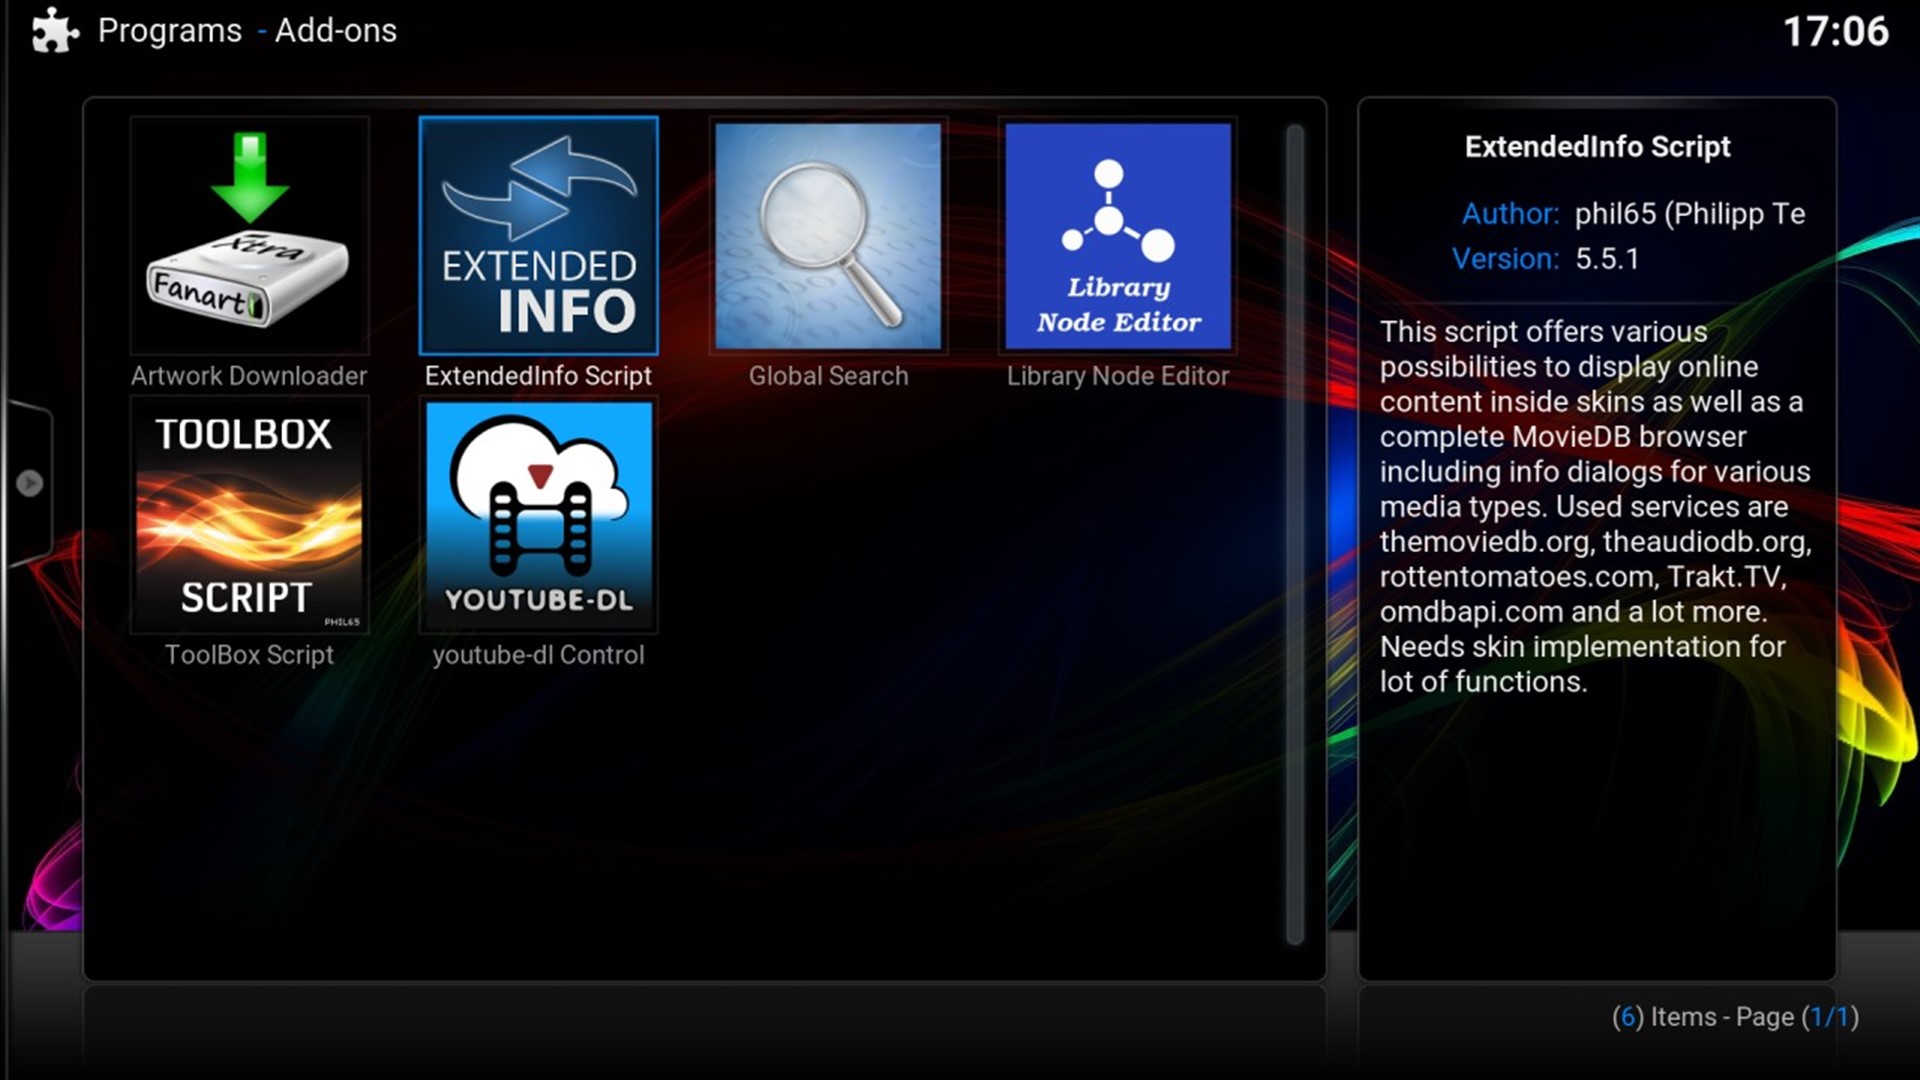 Programs - Add-ons
17:06
Xtra
Fanart
EXTENDED
INFO
Library
Node Editor
Artwork Downloader
ExtendedInfo Script
Global Search
Library Node Editor
TOOLBOX
SCRIPT
PHIL65
YOUTUBE-DL
ToolBox Script
youtube-dl Control
ExtendedInfo Script
Author: phil65 (Philipp Te
Version: 5.5.1
This script offers various
possibilities to display online
content inside skins as well as a
complete MovieDB browser
including info dialogs for various
media types. Used services are
themoviedb.org, theaudiodb.org,
rottentomatoes.com, Trakt.TV,
omdbapi.com and a lot more.
Needs skin implementation for
lot of functions.
(6) Items - Page (1/1)